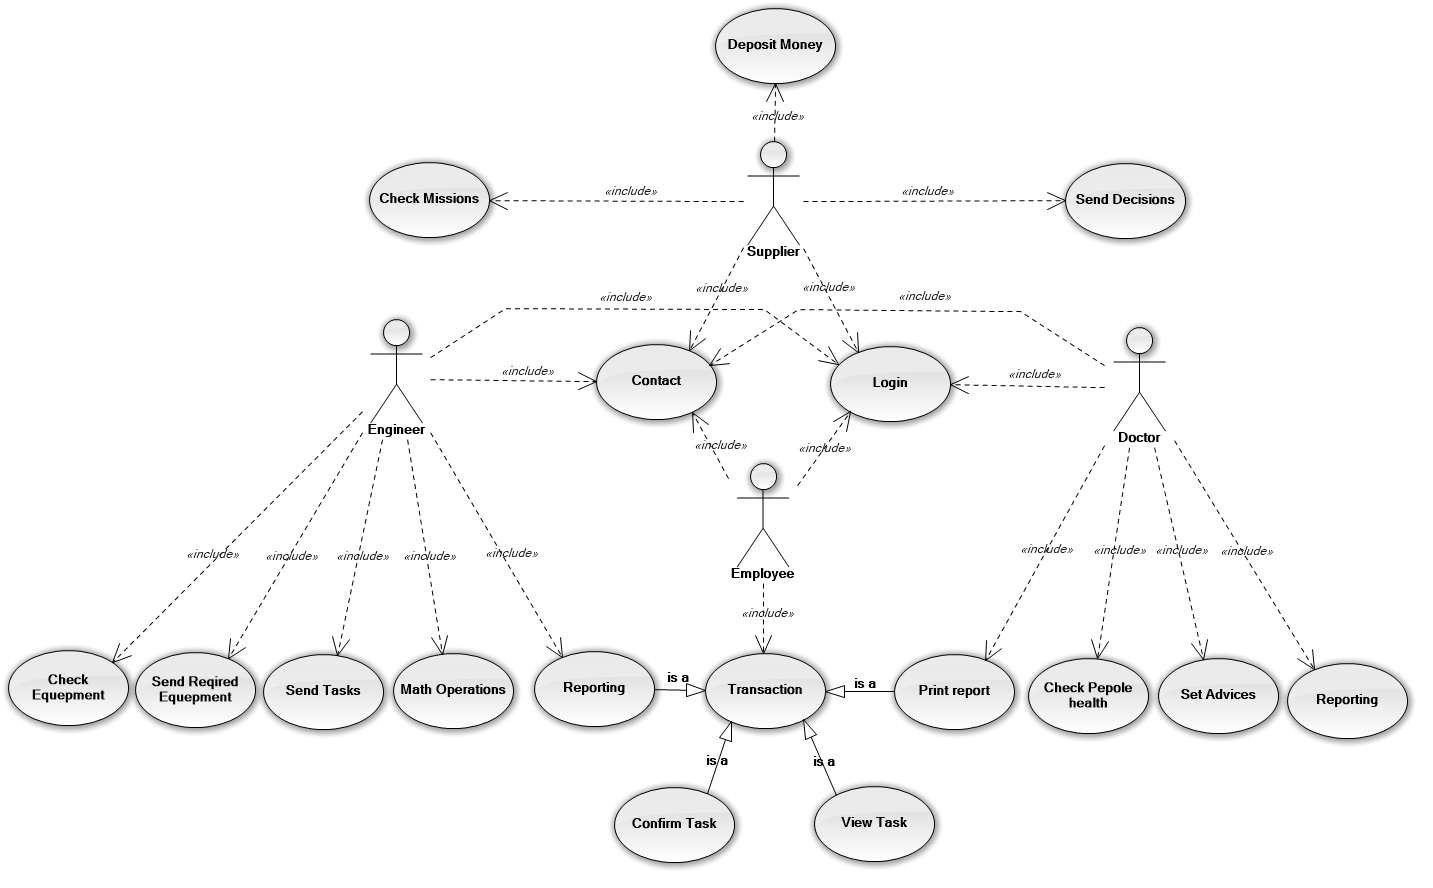 Deposit Money
«include»
Check Missions
«include»
«include»
Send Decisions
Supplier
«include»
«include»
«include»
«include»
Contact
Login
«include»
«include»
Engineer
Doctor
«include»
«include»
Employee
«include»
«include»
«include»
«include»
«include»
«include»
«include»
«include»
«include»
«include»
Check
Equepment
Send Reqired
Equepment
Send Tasks
Math Operations
Reporting
is a
Transaction
is a
Print report
Check Pepole
health
Set Advices
Reporting
is a
is a
Confirm Task
View Task